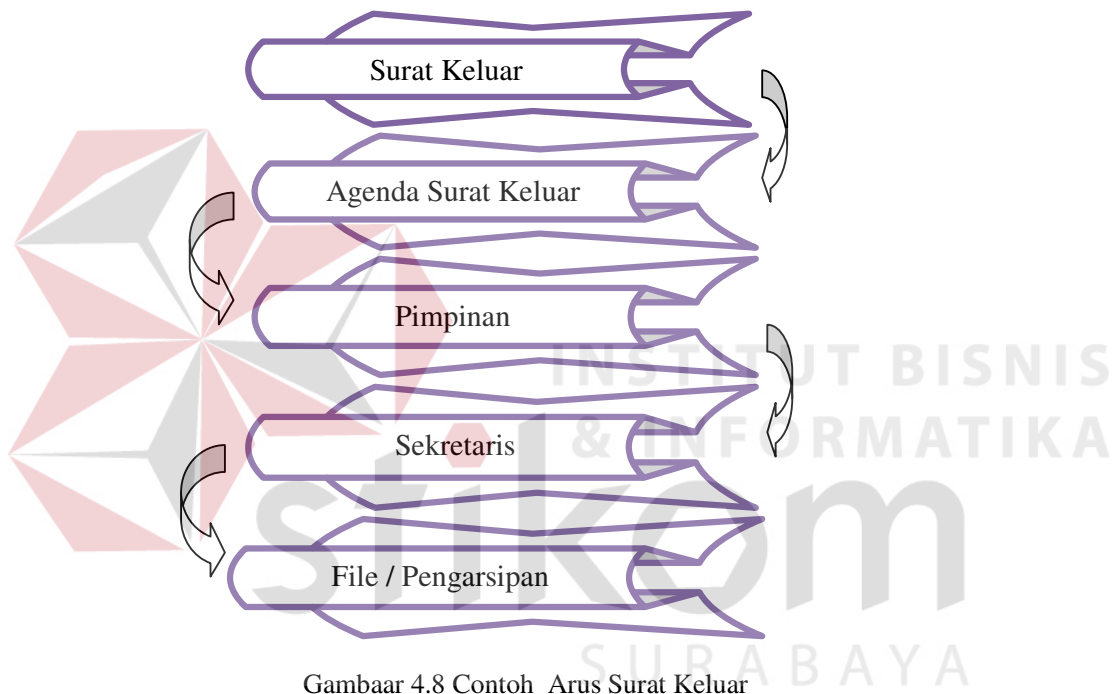 Surat Keluar
Agenda Surat Keluar
Pimpinan
INSTITUT BISNIS
& INFORMATIKA
Sekretaris
stikom
File / Pengarsipan
SURABAYA
Gambaar 4.8 Contoh Arus Surat Keluar